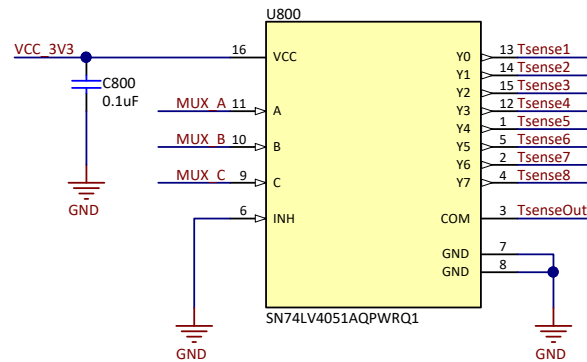 U800
VCC_3V3
16
VCC
Y0
13
Tsense1
Y1
14
Tsense2
Y2
15
Tsense3
Y3
12
Tsense4
Y4
1
Tsense5
Y5
5
Tsense6
Y6
2
Tsense7
Y7
4
Tsense8
C800
0.1uF
MUX_A
11
A
MUX_B
10
B
MUX_C
9
C
6
INH
COM
3
TsenseOut
GND
7
GND
8
GND
SN74LV4051AQPWRQ1
GND
GND